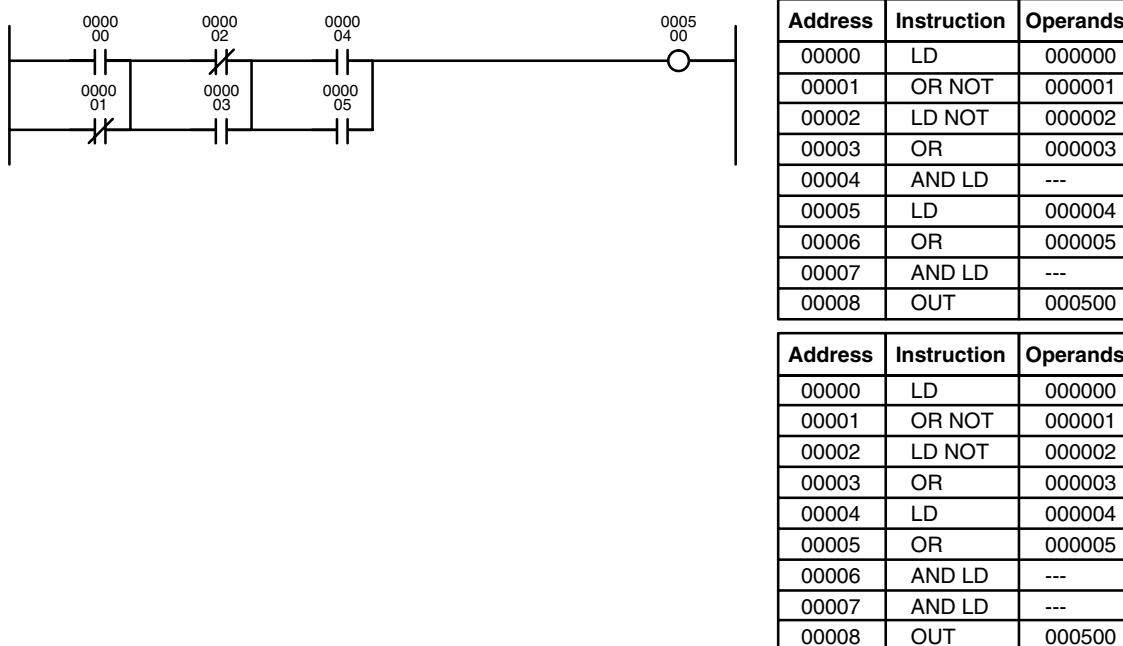 0000 0000 0000 0005
00 02 04 00
0000 0000 0000
01 03 05
Address Instruction Operands
00000 LD 000000
00001 OR NOT 000001
00002 LD NOT 000002
00003 OR 000003
00004 AND LD ---
00005 LD 000004
00006 OR 000005
00007 AND LD ---
00008 OUT 000500
Address Instruction Operands
00000 LD 000000
00001 OR NOT 000001
00002 LD NOT 000002
00003 OR 000003
00004 LD 000004
00005 OR 000005
00006 AND LD ---
00007 AND LD ---
00008 OUT 000500